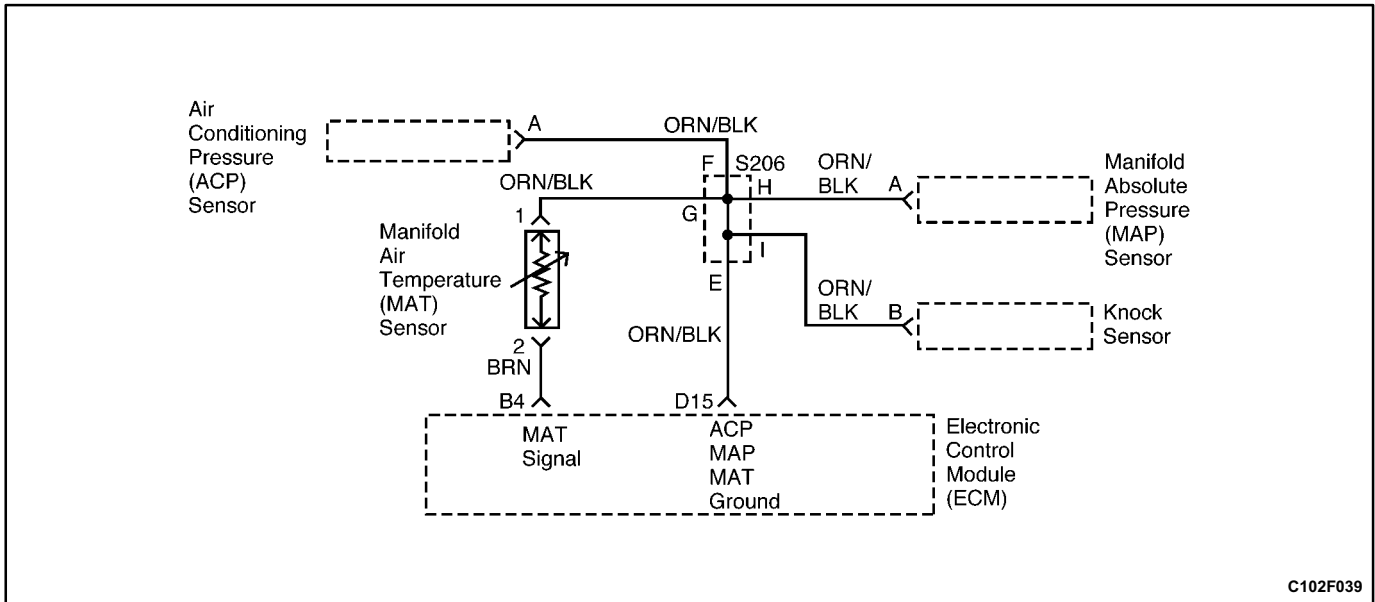 Air
Conditioning
Pressure
(ACP)
Sensor
A
ORN/BLK
F
S206
ORN/BLK
G
H
I
E
ORN/
BLK
A
Manifold
Absolute
Pressure
(MAP)
Sensor
1
Manifold
Air
Temperature
(MAT)
Sensor
2
BRN
ORN/BLK
ORN/
BLK
B
Knock
Sensor
B4
D15
MAT
Signal
ACP
MAP
MAT
Ground
Electronic
Control
Module
(ECM)
C102F039